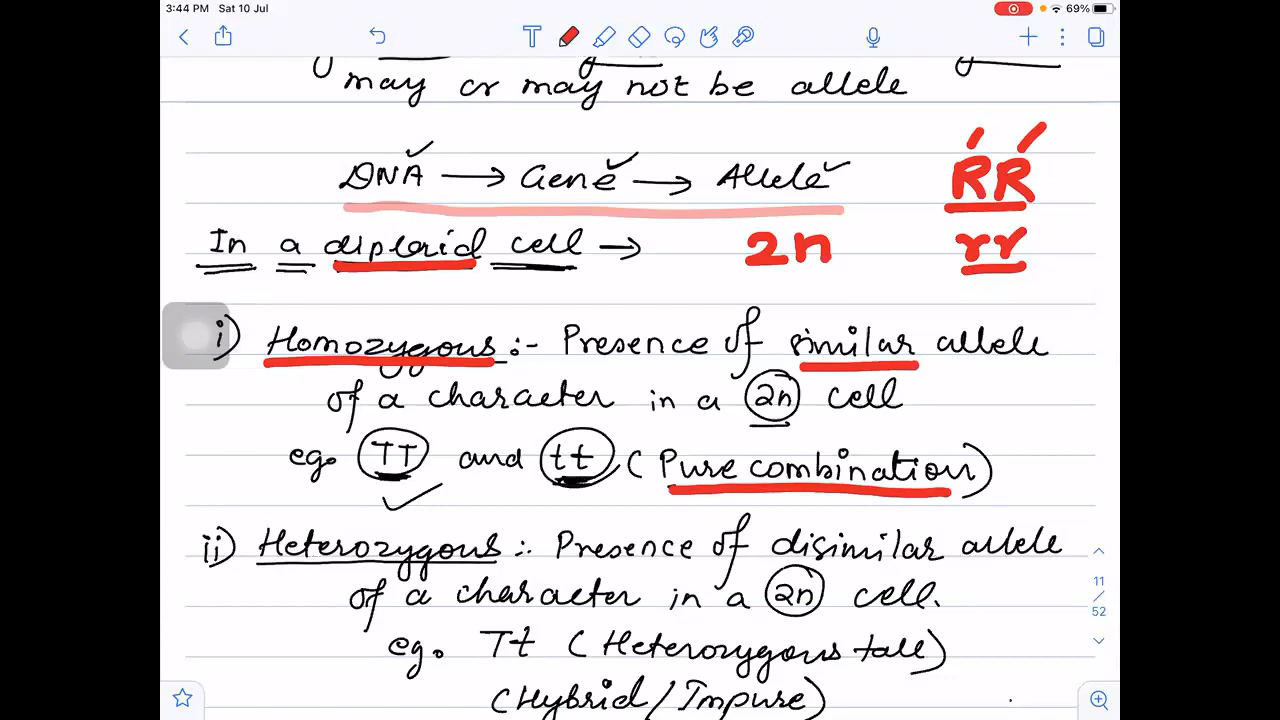 3:44 PM Sat 10 Jul 69%
may or may not be allele
DNA → Gene → Allele RR
In a diploid cell → 2n rr
i) Homozygous :- Presence of similar allele
of a character in a 2n cell
eg. TT and tt (Pure combination)
ii) Heterozygous :- Presence of disimilar allele
of a character in a 2n cell.
eg. Tt (Heterozygous tall)
(Hybrid/Impure)
11
/
52